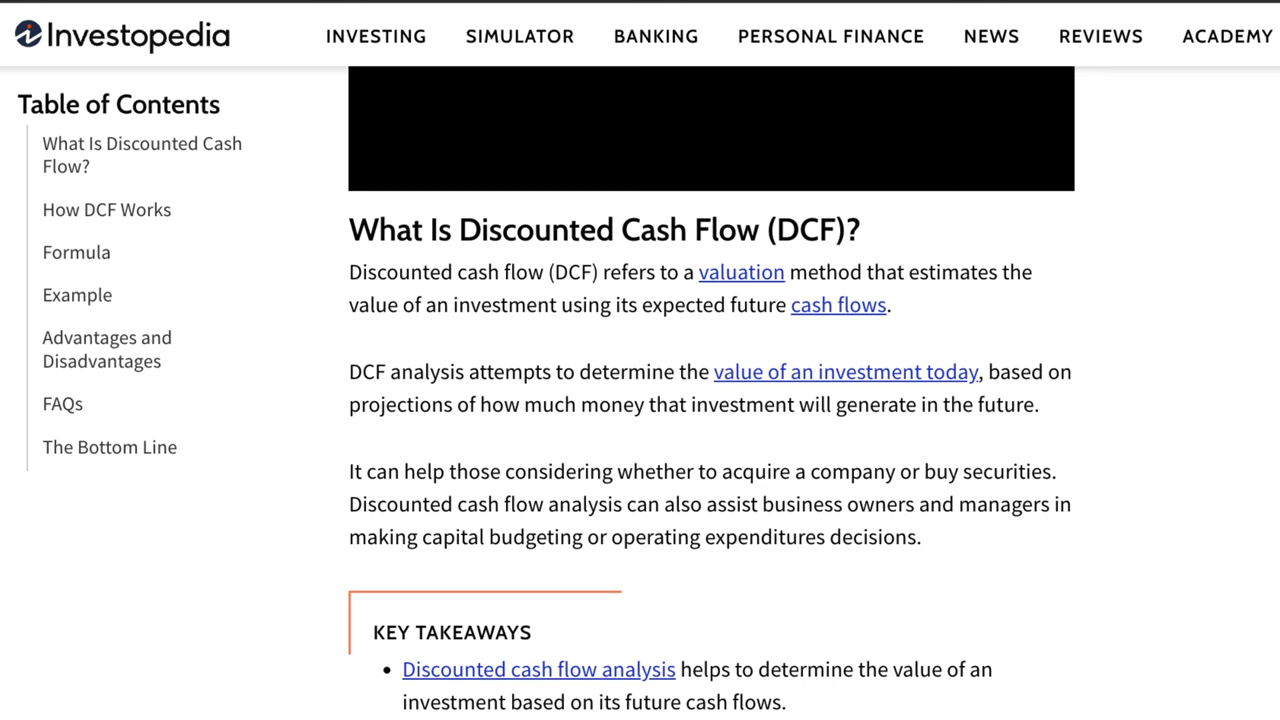 Investopedia
INVESTING SIMULATOR BANKING PERSONAL FINANCE NEWS REVIEWS ACADEMY
Table of Contents
What Is Discounted Cash
Flow?
How DCF Works
Formula
Example
Advantages and
Disadvantages
FAQs
The Bottom Line
What Is Discounted Cash Flow (DCF)?
Discounted cash flow (DCF) refers to a valuation method that estimates the
value of an investment using its expected future cash flows.
DCF analysis attempts to determine the value of an investment today, based on
projections of how much money that investment will generate in the future.
It can help those considering whether to acquire a company or buy securities.
Discounted cash flow analysis can also assist business owners and managers in
making capital budgeting or operating expenditures decisions.
KEY TAKEAWAYS
• Discounted cash flow analysis helps to determine the value of an
investment based on its future cash flows.